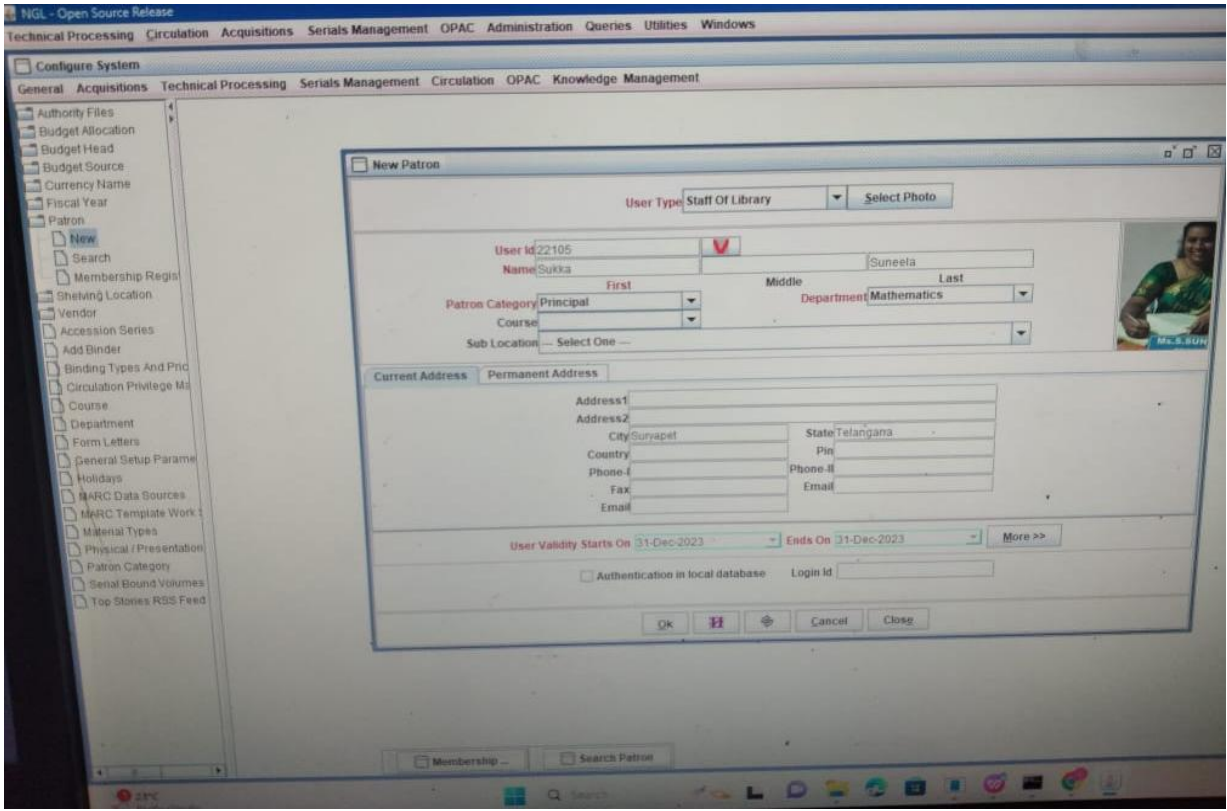 NGL - Open Source Release
Technical Processing Circulation Acquisitions Serials Management OPAC Administration Queries Utilities Windows
Configure System
General Acquisitions Technical Processing Serials Management Circulation OPAC Knowledge Management
Authority Files
Budget Allocation
Budget Head
Budget Source
Currency Name
Fiscal Year
Patron
New
Search
Membership Regis
Shelving Location
Vendor
Accession Series
Add Binder
Binding Types And Pric
Circulation Privilege Ma
Course
Department
Form Letters
General Setup Parame
Holidays
MARC Data Sources
MARC Template Work
Material Types
Physical / Presentation
Patron Category
Serial Bound Volumes
Top Stories RSS Feed
New Patron
User Type Staff Of Library Select Photo
User Id 22105
Name Sukka Suneela
First Middle Last
Patron Category Principal Department Mathematics
Course
Sub Location --- Select One ---
Ms.S.SUN
Current Address Permanent Address
Address1
Address2
City Suryapet State Telangana
Country Pin
Phone-I Phone-II
Fax Email
Email
User Validity Starts On 31-Dec-2023 Ends On 31-Dec-2023 More >>
Authentication in local database Login Id
Ok Cancel Close
Membership ... Search Patron
23°C Search